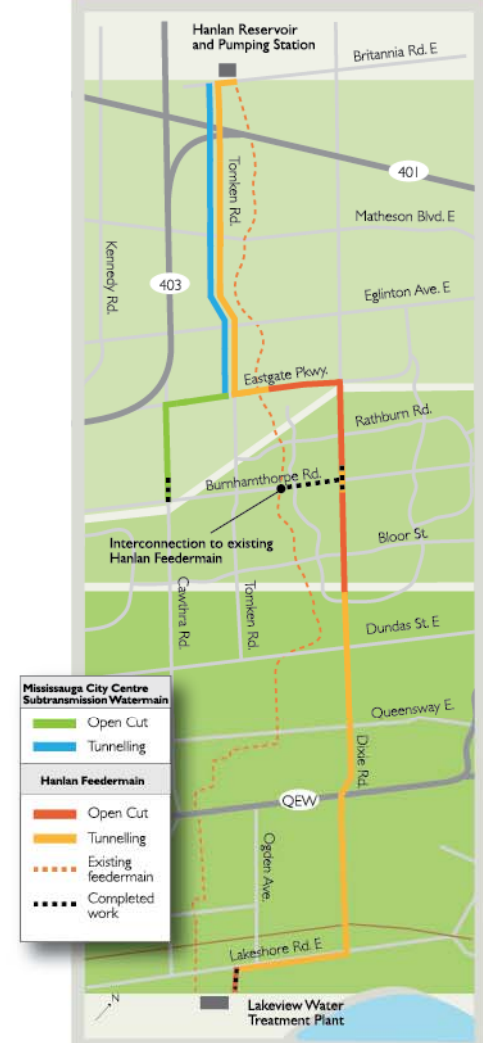 Hanlan Reservoir
and Pumping Station
Britannia Rd. E
401
Tomken Rd.
Matheson Blvd. E
Kennedy Rd.
403
Eglinton Ave. E
Eastgate Pkwy.
Rathburn Rd.
Burnhamthorpe Rd.
Interconnection to existing
Hanlan Feedermain
Bloor St.
Cawthra Rd.
Tomken Rd.
Dundas St. E
Mississauga City Centre
Subtransmission Watermain
Open Cut
Tunnelling
Hanlan Feedermain
Open Cut
Tunnelling
Existing
feedermain
Completed
work
Queensway E.
Dixie Rd.
QEW
Ogden Ave.
Lakeshore Rd. E
N
Lakeview Water
Treatment Plant